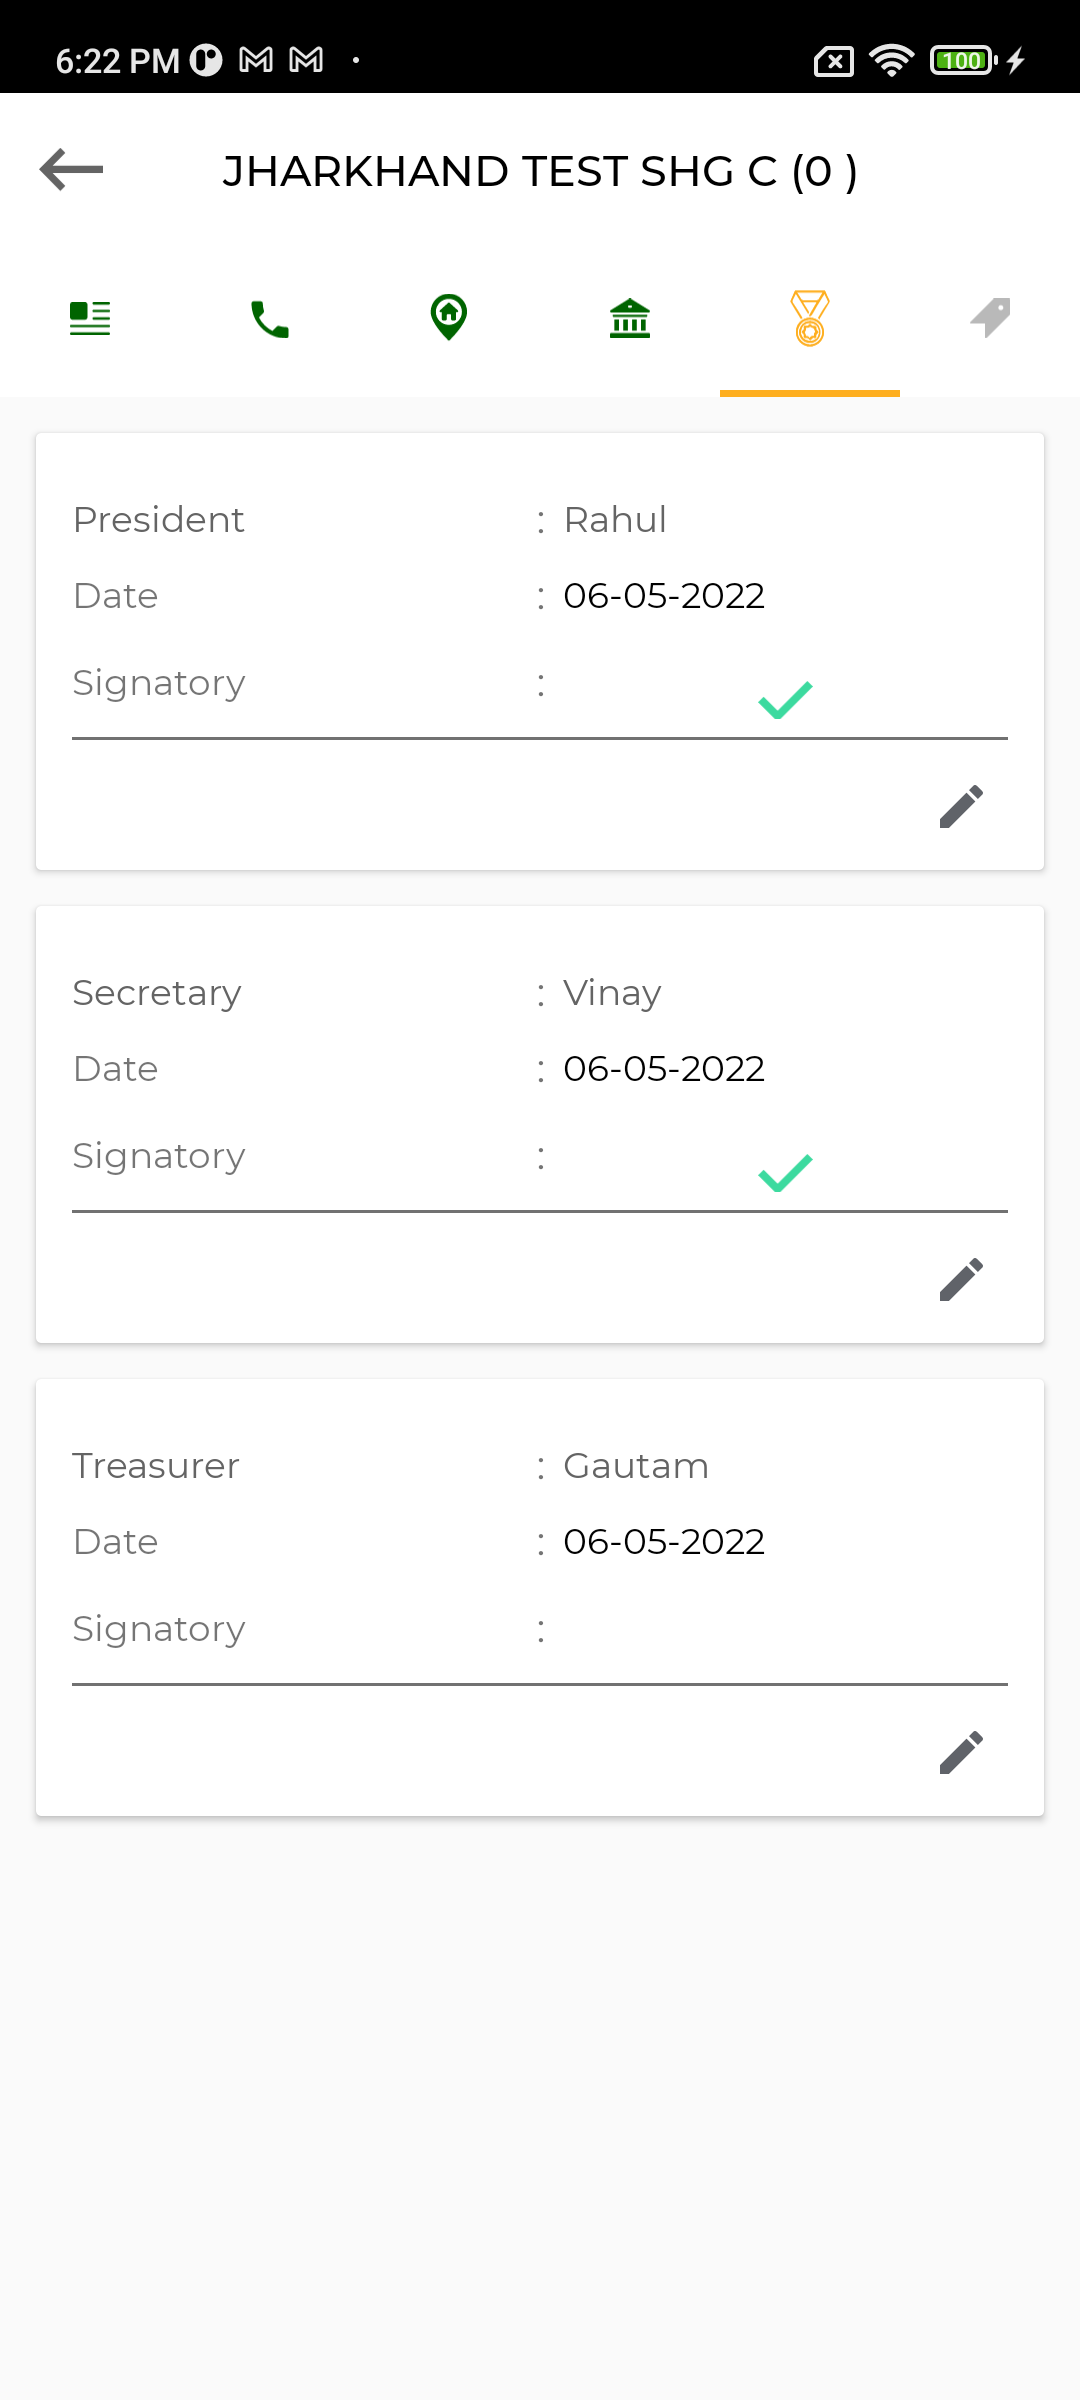 6:22 PM
100
JHARKHAND TEST SHG C (0 )
President : Rahul
Date : 06-05-2022
Signatory :
Secretary : Vinay
Date : 06-05-2022
Signatory :
Treasurer : Gautam
Date : 06-05-2022
Signatory :